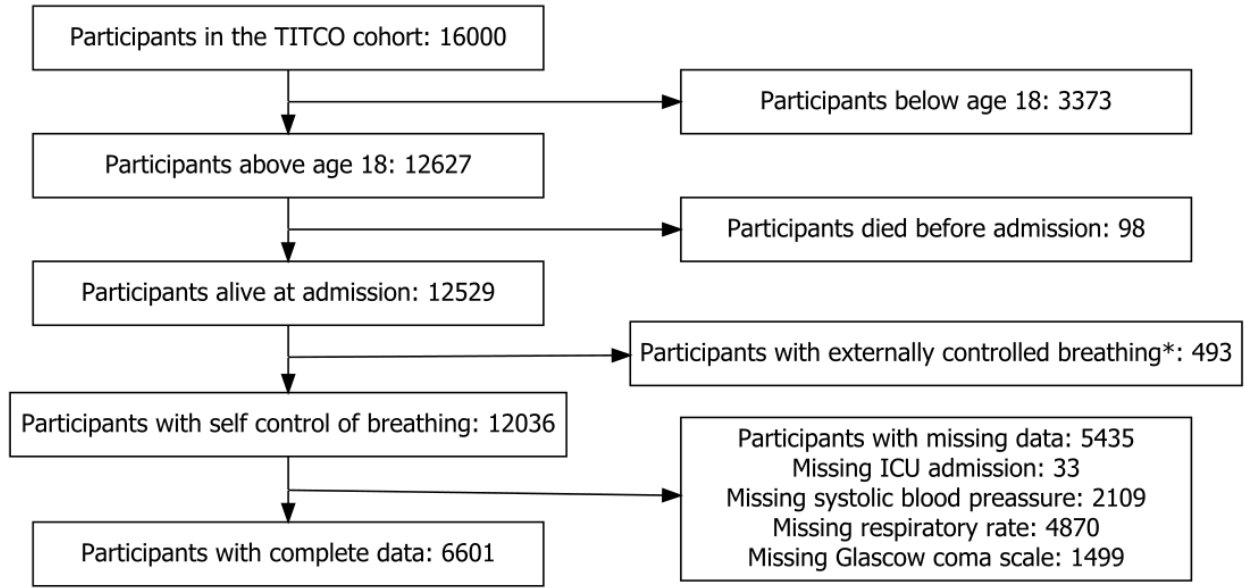 Participants in the TITCO cohort: 16000
Participants below age 18: 3373
Participants above age 18: 12627
Participants died before admission: 98
Participants alive at admission: 12529
Participants with externally controlled breathing*: 493
Participants with self control of breathing: 12036
Participants with missing data: 5435
Missing ICU admission: 33
Missing systolic blood preassure: 2109
Missing respiratory rate: 4870
Missing Glascow coma scale: 1499
Participants with complete data: 6601